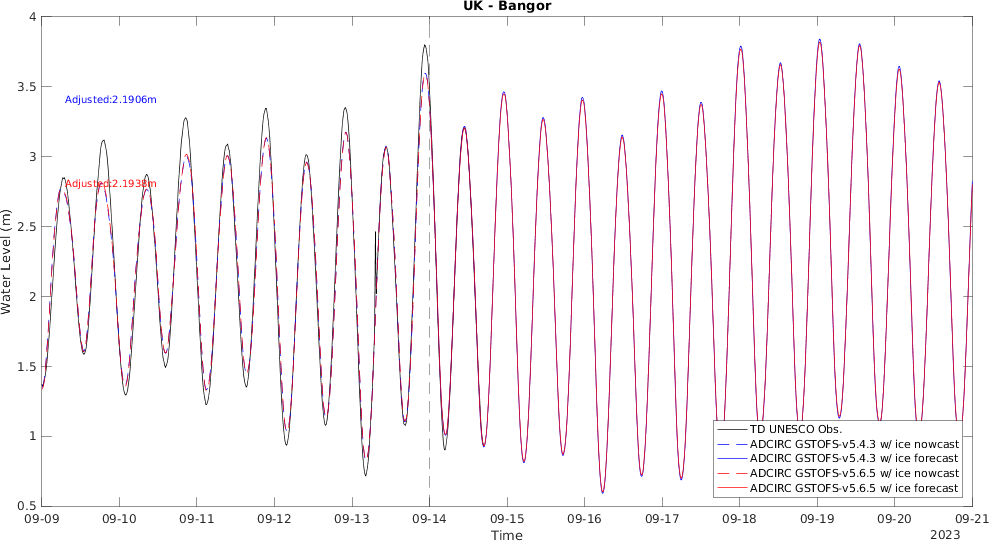 UK - Bangor
4
3.5
3
2.5
2
1.5
1
0.5
Water Level (m)
Adjusted:2.1906m
Adjusted:2.1938m
TD UNESCO Obs.
ADCIRC GSTOFS-v5.4.3 w/ ice nowcast
ADCIRC GSTOFS-v5.4.3 w/ ice forecast
ADCIRC GSTOFS-v5.6.5 w/ ice nowcast
ADCIRC GSTOFS-v5.6.5 w/ ice forecast
09-09 09-10 09-11 09-12 09-13 09-14 09-15 09-16 09-17 09-18 09-19 09-20 09-21
Time
2023